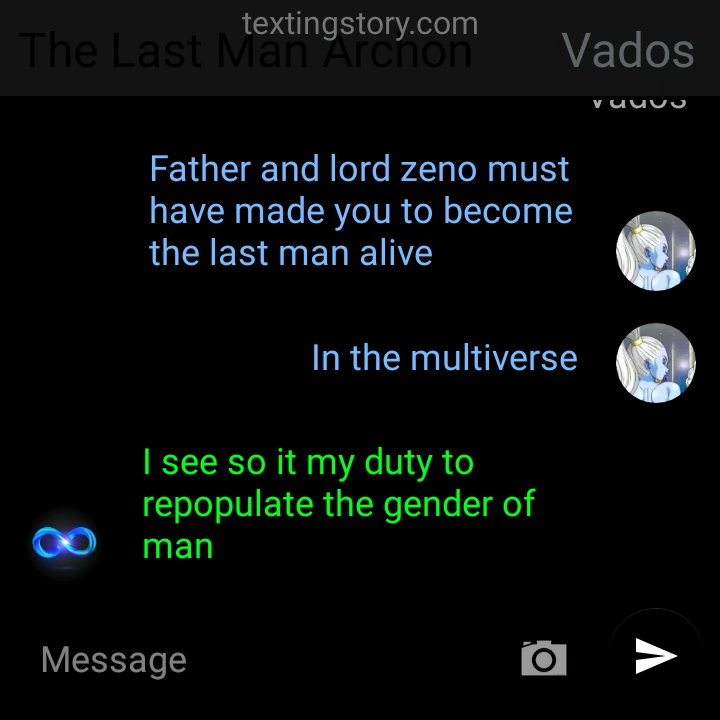 textingstory.com
The Last Man Archon
Vados
Vados
Father and lord zeno must
have made you to become
the last man alive
In the multiverse
I see so it my duty to
repopulate the gender of
man
Message